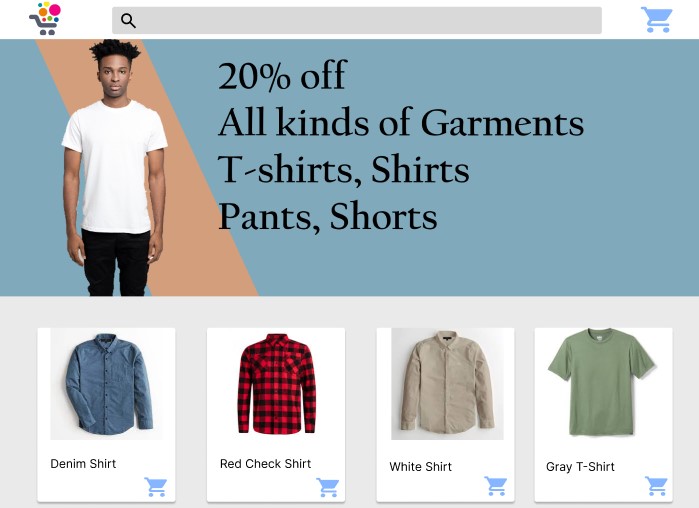 20% off
All kinds of Garments
T-shirts, Shirts
Pants, Shorts
Denim Shirt
Red Check Shirt
White Shirt
Gray T-Shirt